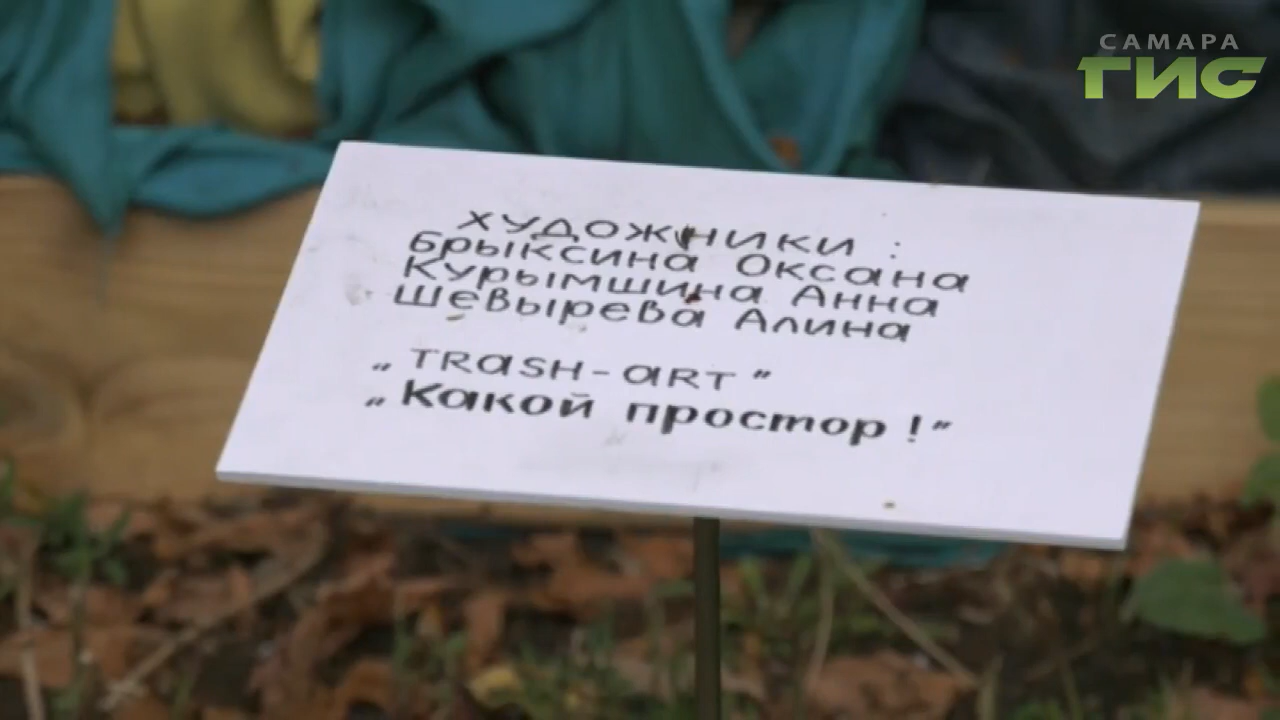 САМАРА
ГИС
Художники :
Брыксина Оксана
Курымшина Анна
Шевырева Алина
„TRaSH-aRT”
„Какой простор!”